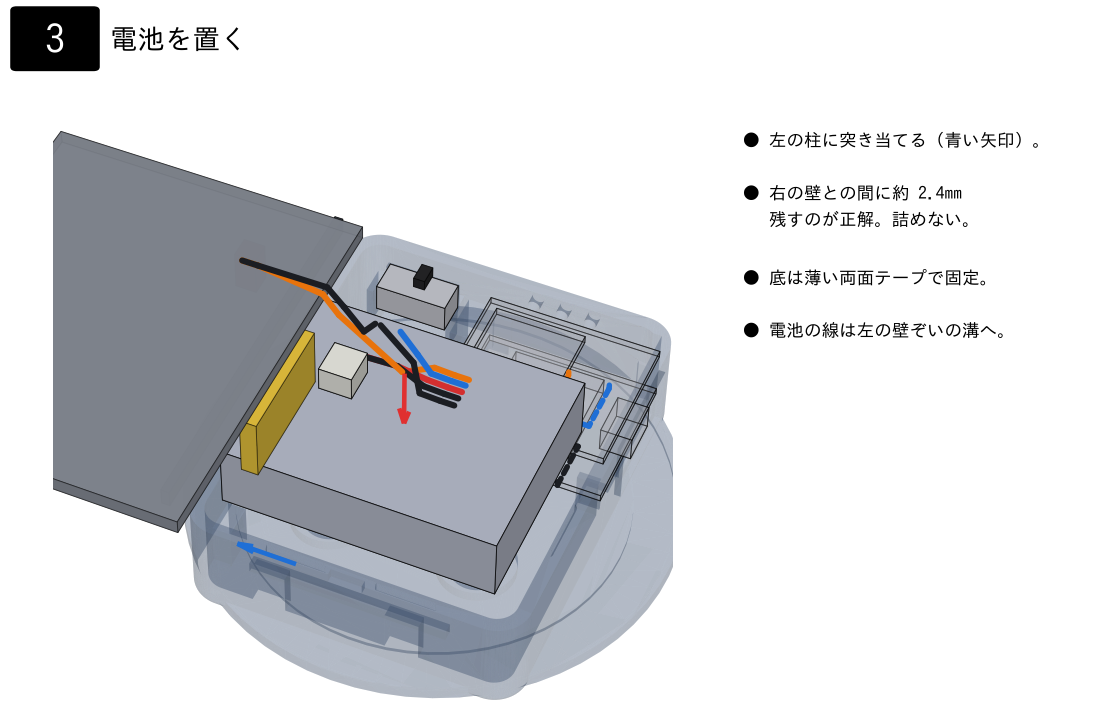 3 電池を置く
● 左の柱に突き当てる（青い矢印）。
● 右の壁との間に約 2.4mm
残すのが正解。詰めない。
● 底は薄い両面テープで固定。
● 電池の線は左の壁ぞいの溝へ。